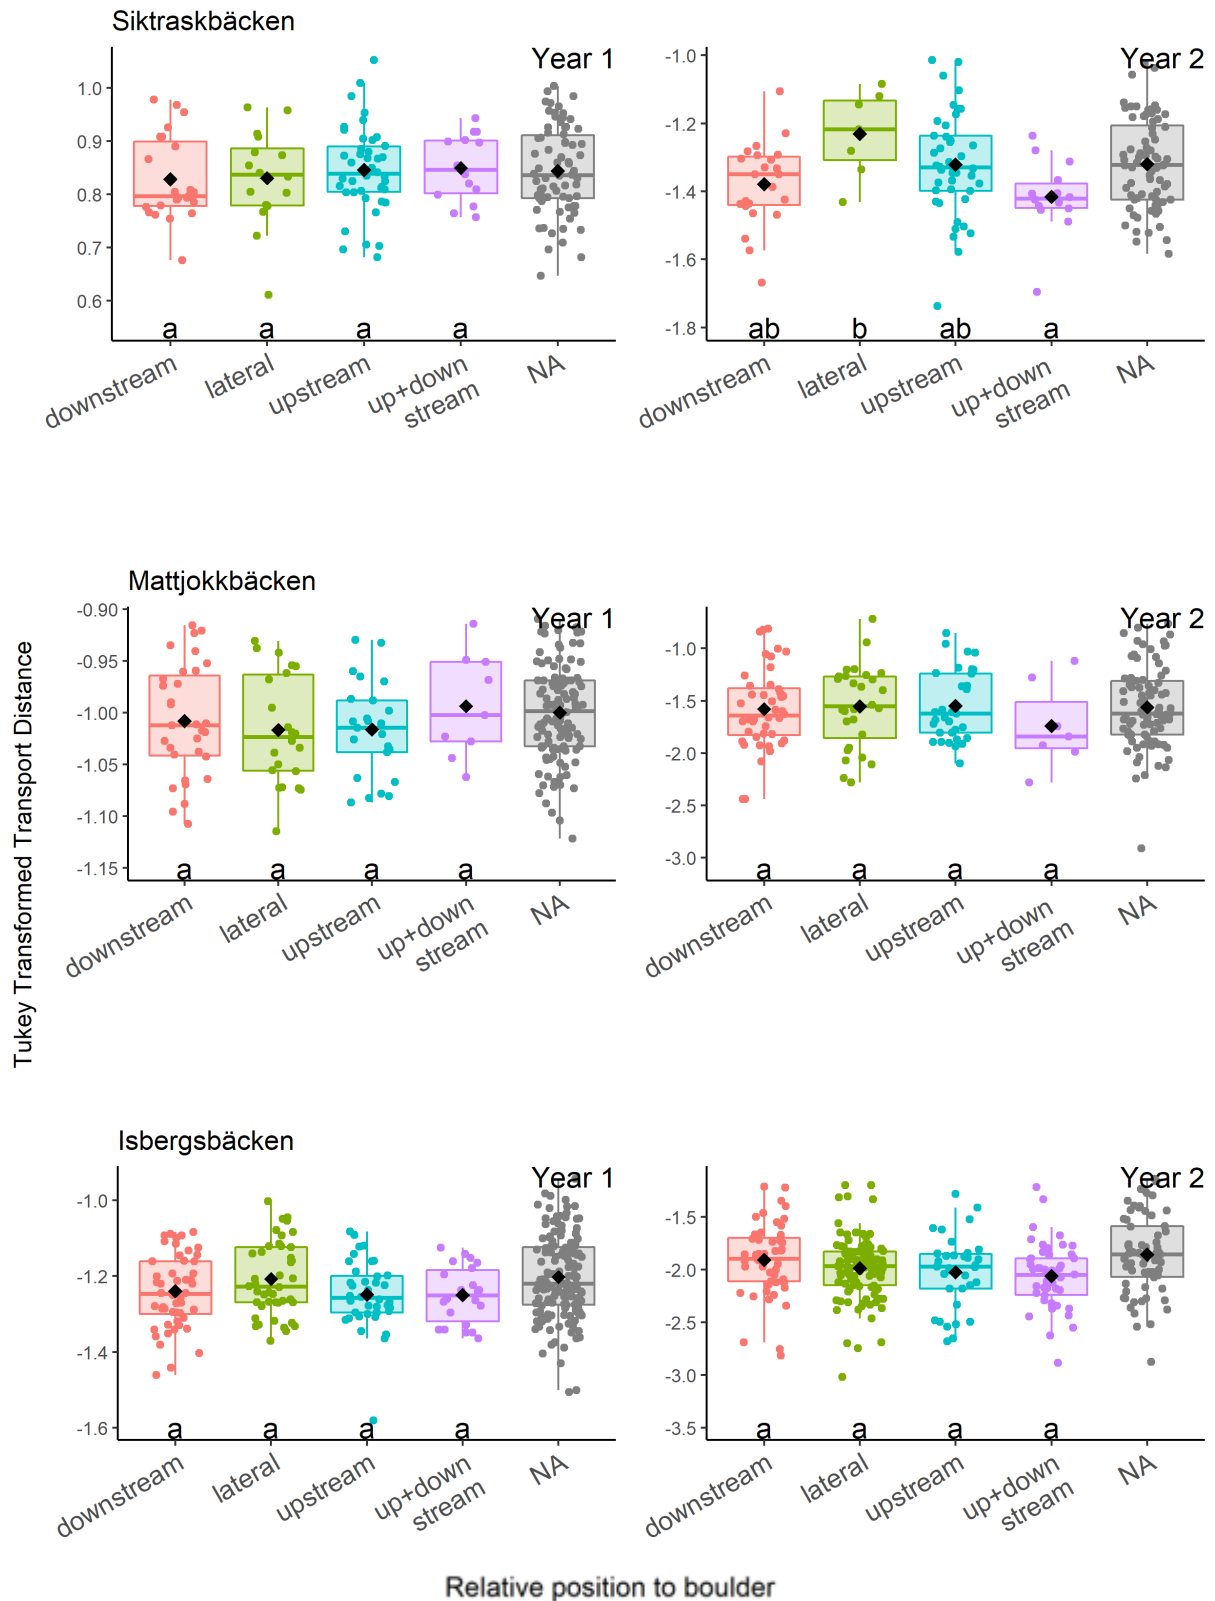 Siktraskbäcken
Year 1
1.0
0.9
0.8
0.7
0.6
a a a a
downstream lateral upstream up+down stream NA
Year 2
-1.0
-1.2
-1.4
-1.6
-1.8
ab b ab a
downstream lateral upstream up+down stream NA
Tukey Transformed Transport Distance
Mattjokkbäcken
Year 1
-0.90
-0.95
-1.00
-1.05
-1.10
-1.15
a a a a
downstream lateral upstream up+down stream NA
Year 2
-1.0
-1.5
-2.0
-2.5
-3.0
a a a a
downstream lateral upstream up+down stream NA
Isbergsbäcken
Year 1
-1.0
-1.2
-1.4
-1.6
a a a a
downstream lateral upstream up+down stream NA
Year 2
-1.5
-2.0
-2.5
-3.0
-3.5
a a a a
downstream lateral upstream up+down stream NA
Relative position to boulder